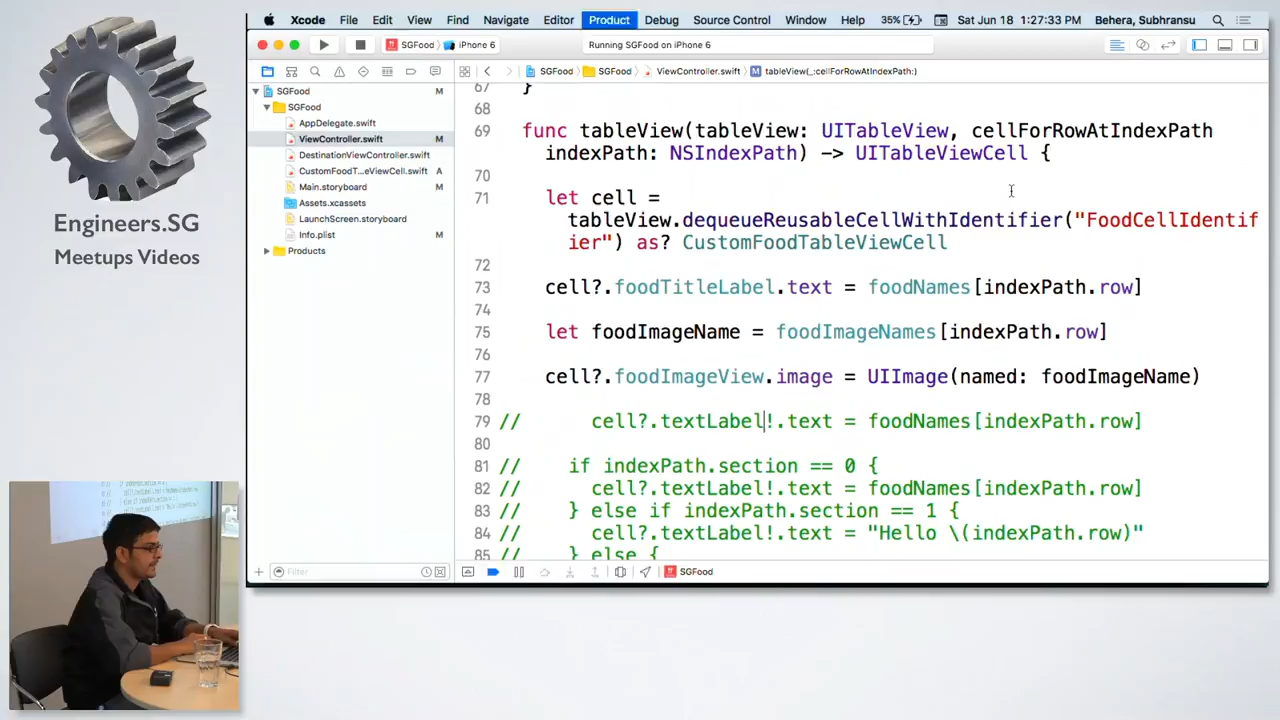 Xcode File Edit View Find Navigate Editor Product Debug Source Control Window Help 35% Sat Jun 18 1:27:33 PM Behera, Subhransu
SGFood iPhone 6 Running SGFood on iPhone 6
SGFood SGFood ViewController.swift M tableView(_:cellForRowAtIndexPath:)
SGFood M
SGFood
AppDelegate.swift
ViewController.swift M
DestinationViewController.swift
CustomFoodT...eViewCell.swift A
Main.storyboard M
Assets.xcassets
LaunchScreen.storyboard
Info.plist M
Products
Filter
67 }
68
69 func tableView(tableView: UITableView, cellForRowAtIndexPath
indexPath: NSIndexPath) -> UITableViewCell {
70
71 let cell =
tableView.dequeueReusableCellWithIdentifier("FoodCellIdentif
ier") as? CustomFoodTableViewCell
72
73 cell?.foodTitleLabel.text = foodNames[indexPath.row]
74
75 let foodImageName = foodImageNames[indexPath.row]
76
77 cell?.foodImageView.image = UIImage(named: foodImageName)
78
79 // cell?.textLabel!.text = foodNames[indexPath.row]
80
81 // if indexPath.section == 0 {
82 // cell?.textLabel!.text = foodNames[indexPath.row]
83 // } else if indexPath.section == 1 {
84 // cell?.textLabel!.text = "Hello \(indexPath.row)"
85 // } else {
SGFood
Engineers.SG
Meetups Videos